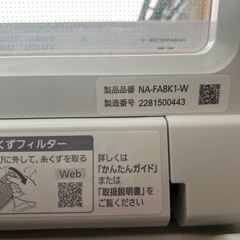 製品品番 NA-FA8K1-W
製造番号 2281500443
くずフィルター
びに外して、糸くずを取る
Web
詳しくは
「かんたんガイド」
または
「取扱説明書」を
ご覧ください